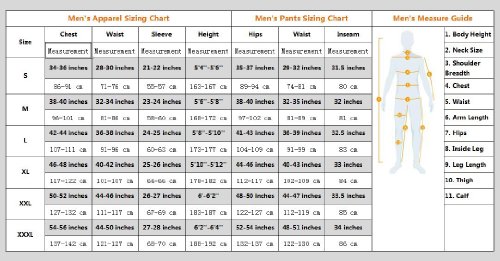 Men's Apparel Sizing Chart Men's Pants Sizing Chart Men's Measure Guide
Size Chest Waist Sleeve Height Hips Waist Inseam
Measurement Measurement Measurement Measurement Measurement Measurement Measurement
1. Body Height
2. Neck Size
3. Shoulder
Breadth
4. Chest
5. Waist
6. Arm Length
7. Hips
8. Inside Leg
9. Leg Length
10. Thigh
11. Calf
S 34-36 inches 28-30 inches 21-22 inches 5'4"-5'6" 35-37 inches 29-32 inches 31.5 inches
86-91 cm 71-76 cm 55-57 cm 163-167 cm 89-94 cm 74-81 cm 80 cm
M 38-40 inches 32-34 inches 23-24 inches 5'6"-5'8" 38-40 inches 32-35 inches 32 inches
96-101 cm 81-86 cm 58-60 cm 168-172 cm 97-102 cm 81-89 cm 81 cm
L 42-44 inches 36-38 inches 24-25 inches 5'8"-5'10" 41-43 inches 36-39 inches 32.5 inches
107-111 cm 91-96 cm 60-63 cm 173-177 cm 104-109 cm 91-99 cm 83 cm
XL 46-48 inches 40-42 inches 25-26 inches 5'10"-5'12" 44-46 inches 40-43 inches 33 inches
117-122 cm 101-107 cm 64-66 cm 178-182 cm 112-117 cm 102-109 cm 84 cm
XXL 50-52 inches 44-46 inches 26-27 inches 6'-6'2" 48-50 inches 44-47 inches 33.5 inches
127-132 cm 111-117 cm 67-69 cm 183-187 cm 122-127 cm 112-119 cm 85 cm
XXXL 54-56 inches 44-50 inches 27-28 inches 6'2"-6'4" 52-54 inches 48-51 inches 34 inches
137-142 cm 121-127 cm 68-70 cm 188-192 cm 132-137 cm 122-130 cm 86 cm